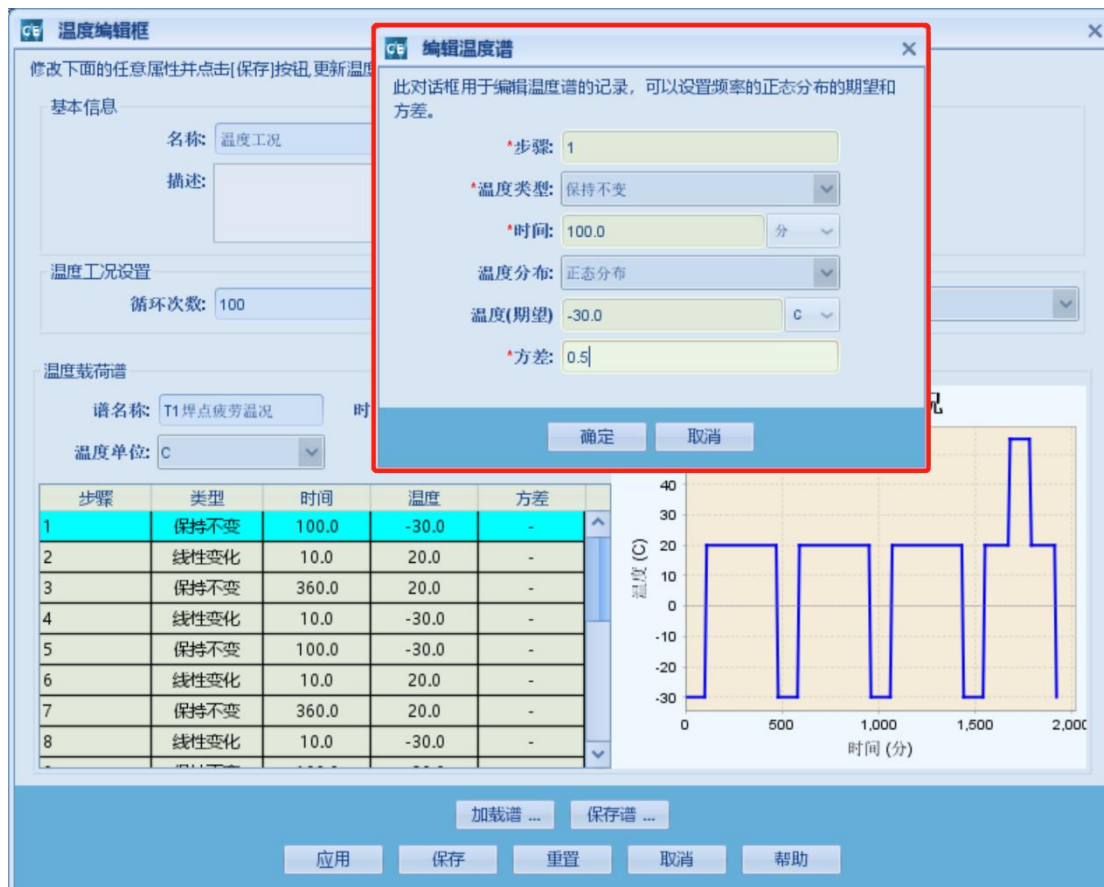 CE 温度编辑框
修改下面的任意属性并点击[保存]按钮,更新温度
基本信息
名称: 温度工况
描述:
温度工况设置
循环次数: 100
温度载荷谱
谱名称: T1焊点疲劳温况 时
温度单位: C
CE 编辑温度谱
此对话框用于编辑温度谱的记录，可以设置频率的正态分布的期望和
方差。
*步骤: 1
*温度类型: 保持不变
*时间: 100.0 分
温度分布: 正态分布
温度(期望) -30.0 C
*方差: 0.5
确定 取消
步骤 类型 时间 温度 方差
1 保持不变 100.0 -30.0 -
2 线性变化 10.0 20.0 -
3 保持不变 360.0 20.0 -
4 线性变化 10.0 -30.0 -
5 保持不变 100.0 -30.0 -
6 线性变化 10.0 20.0 -
7 保持不变 360.0 20.0 -
8 线性变化 10.0 -30.0 -
况
温度 (C)
40
30
20
10
0
-10
-20
-30
0 500 1,000 1,500 2,000
时间 (分)
加载谱 ... 保存谱 ...
应用 保存 重置 取消 帮助